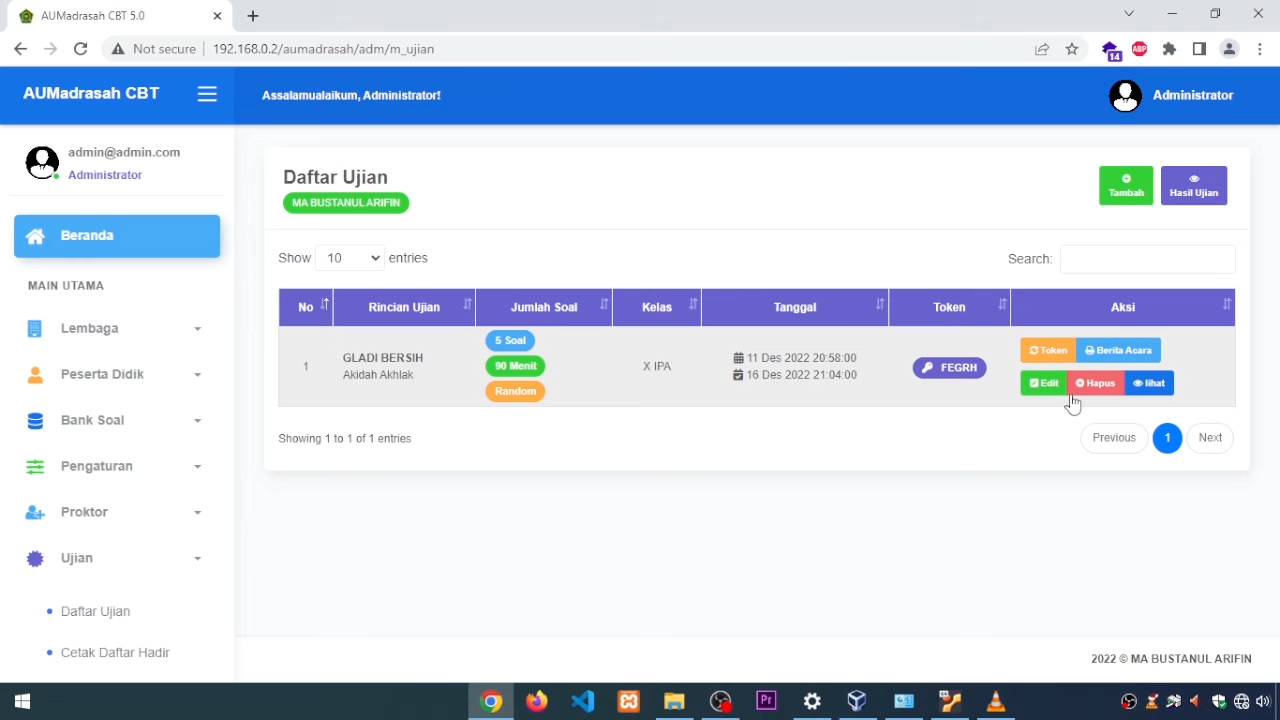 AUMadrasah CBT 5.0
Not secure
192.168.0.2/aumadrasah/adm/m_ujian
ABP
14
AUMadrasah CBT
Assalamualaikum, Administrator!
Administrator
admin@admin.com
Administrator
Beranda
MAIN UTAMA
Lembaga
Peserta Didik
Bank Soal
Pengaturan
Proktor
Ujian
Daftar Ujian
Cetak Daftar Hadir
Daftar Ujian
MA BUSTANUL ARIFIN
Tambah
Hasil Ujian
Show 10 entries
Search:
No Rincian Ujian Jumlah Soal Kelas Tanggal Token Aksi
1
GLADI BERSIH
Akidah Akhlak
5 Soal
90 Menit
Random
X IPA
11 Des 2022 20:58:00
16 Des 2022 21:04:00
FEGRH
Token Berita Acara
Edit Hapus lihat
Showing 1 to 1 of 1 entries
Previous 1 Next
2022 © MA BUSTANUL ARIFIN
Pr